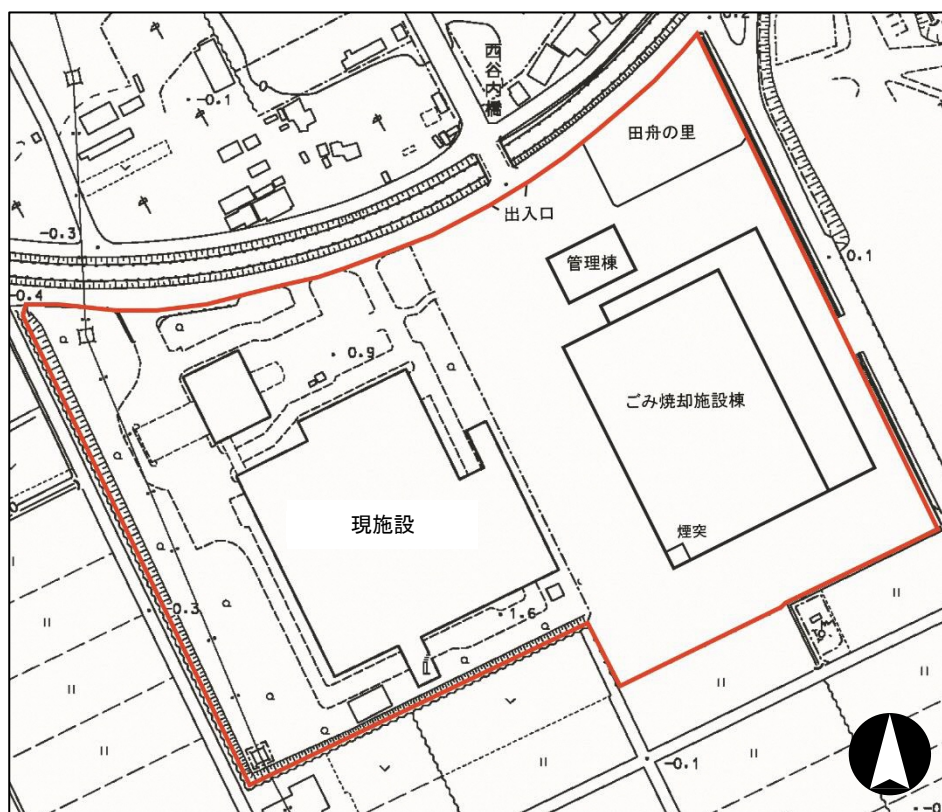 西谷内橋
田舟の里
-0.1
出入口
-0.3
管理棟
0.1
-0.4
0.9
ごみ焼却施設棟
現施設
煙突
-0.3
1.6
-0.1